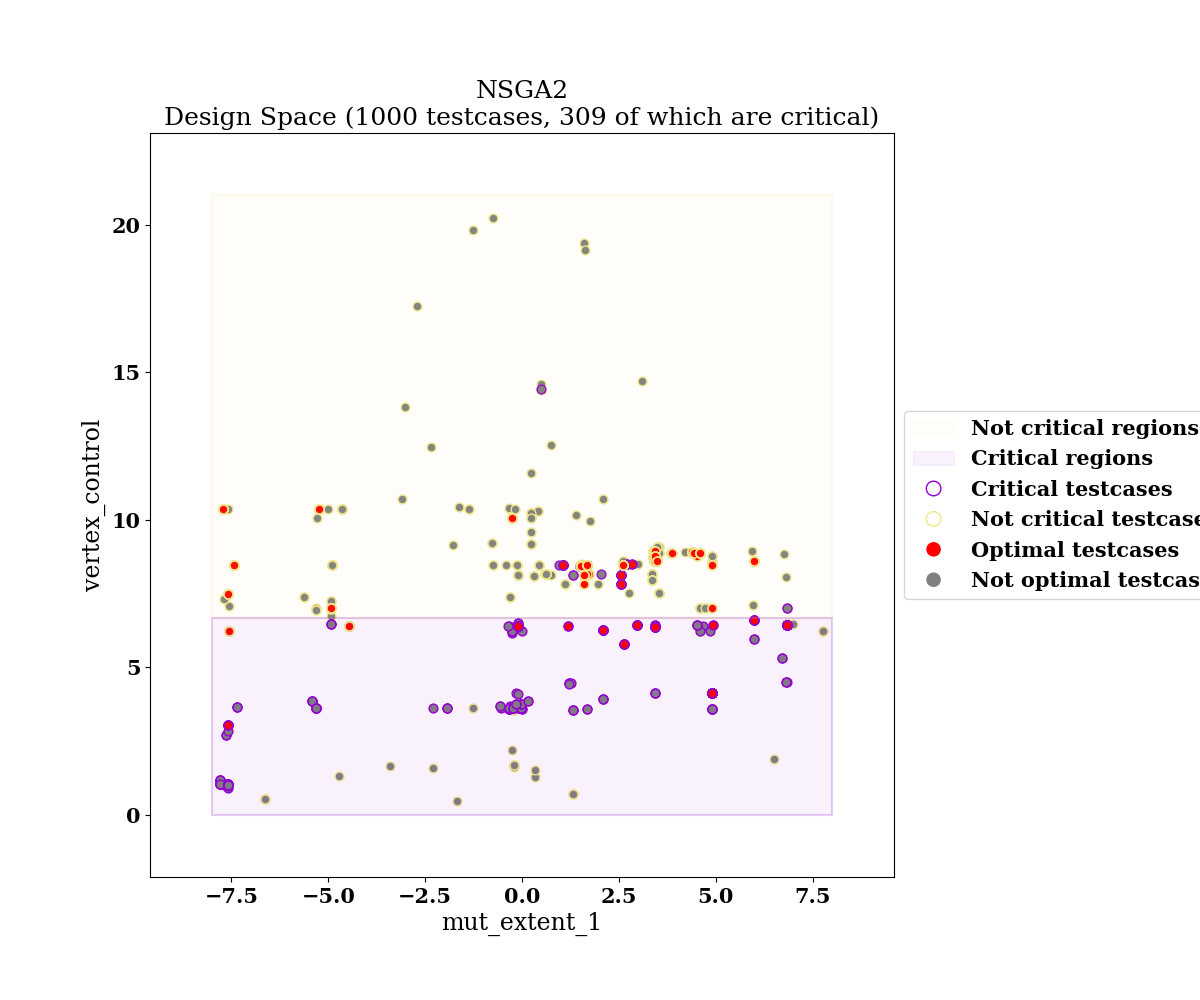 NSGA2
Design Space (1000 testcases, 309 of which are critical)
vertex_control
20
15
10
5
0
−7.5 −5.0 −2.5 0.0 2.5 5.0 7.5
mut_extent_1
Not critical regions
Critical regions
Critical testcases
Not critical testcase
Optimal testcases
Not optimal testcas